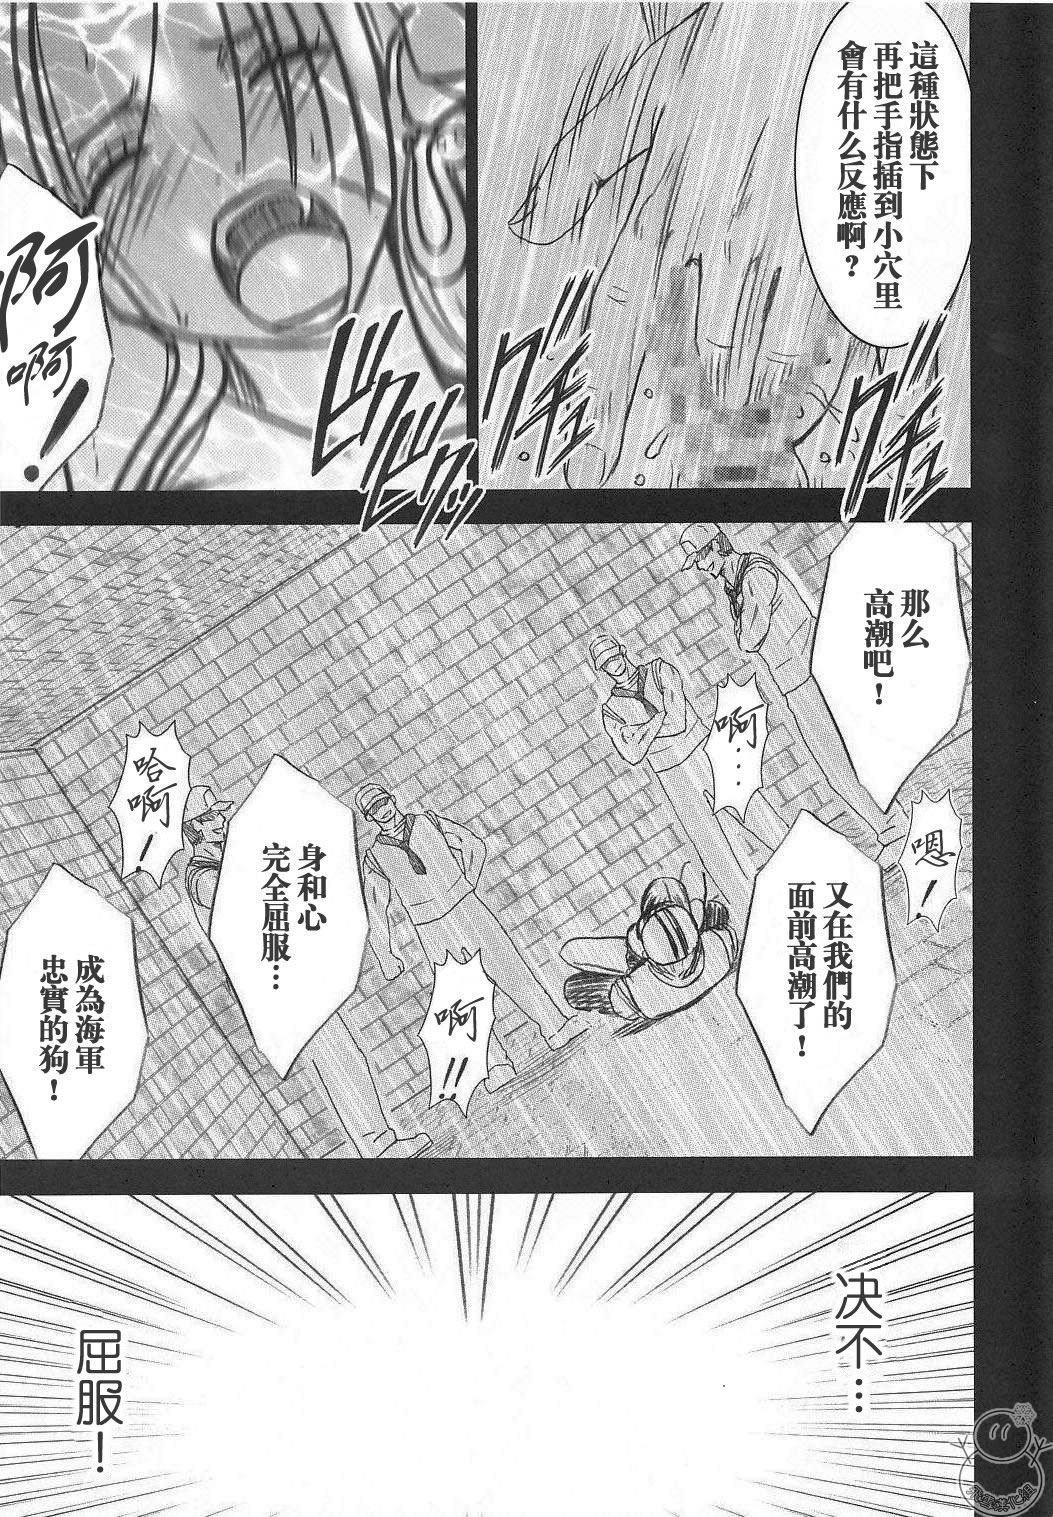 這種狀態下
再把手指插到小穴里
會有什么反應啊？
グチュ
グチュ
ビクビクッ
啊
啊啊！
那么
高潮吧！
嗯！
啊…
又在我們的
面前高潮了！
啊！！
身和心
完全屈服…
哈啊！
成為海軍
忠實的狗！
决不…
屈服！